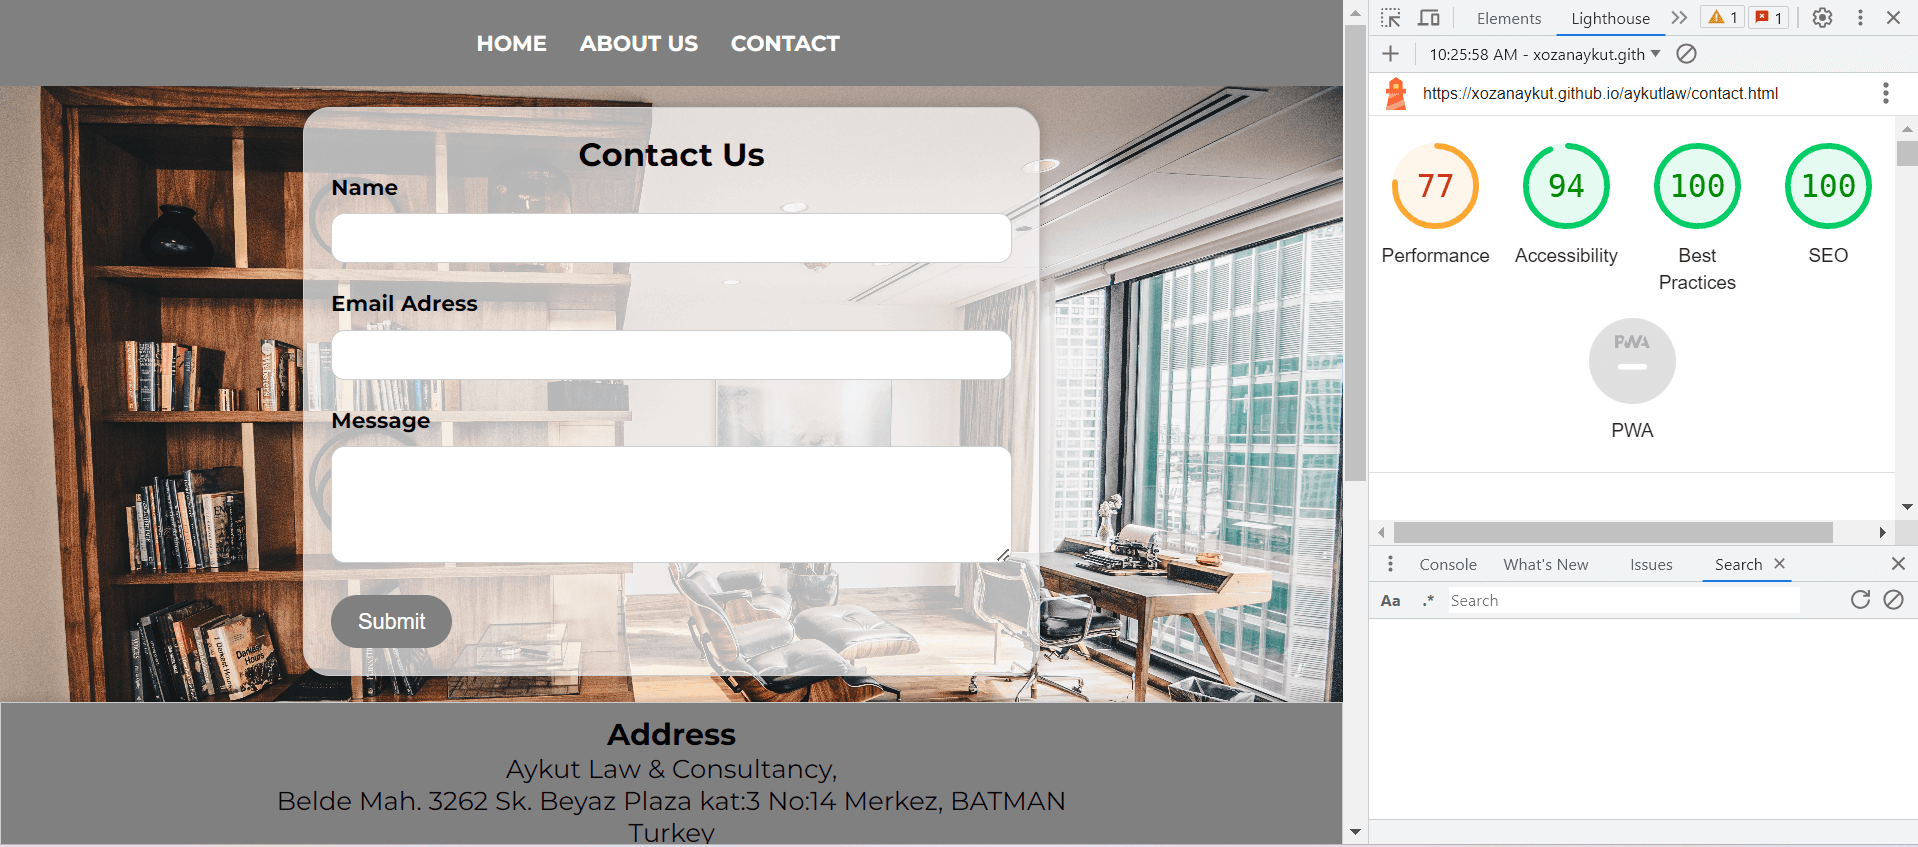 HOME ABOUT US CONTACT
Contact Us
Name
Email Adress
Message
Submit
Address
Aykut Law & Consultancy,
Belde Mah. 3262 Sk. Beyaz Plaza kat:3 No:14 Merkez, BATMAN
Turkey
Elements Lighthouse 1 1
10:25:58 AM - xozanaykut.gith
https://xozanaykut.github.io/aykutlaw/contact.html
77 94 100 100
Performance Accessibility Best Practices SEO
PWA
PWA
Console What's New Issues Search
Aa .* Search
Darkest
Hours